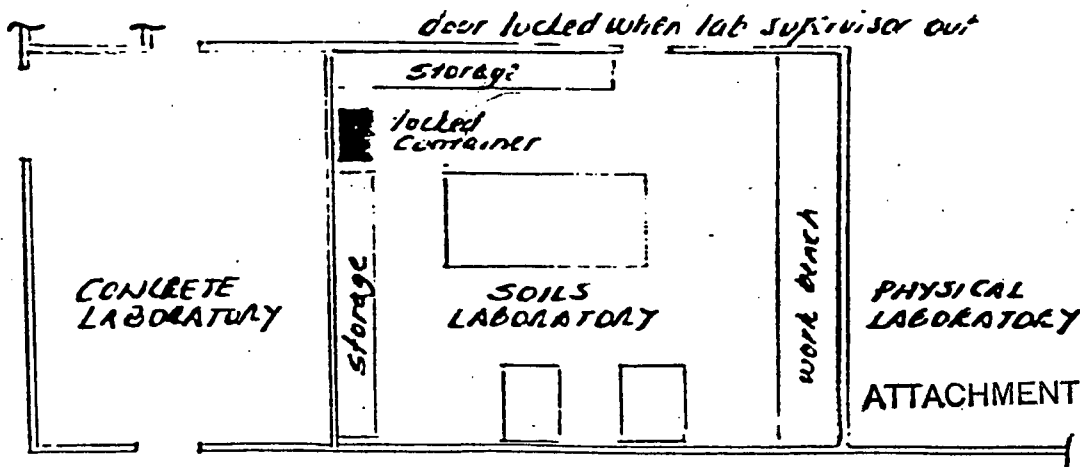 door locked when lab supervisor out
storage
locked
container
CONCRETE
LABORATORY
storage
SOILS
LABORATORY
work bench
PHYSICAL
LABORATORY
ATTACHMENT